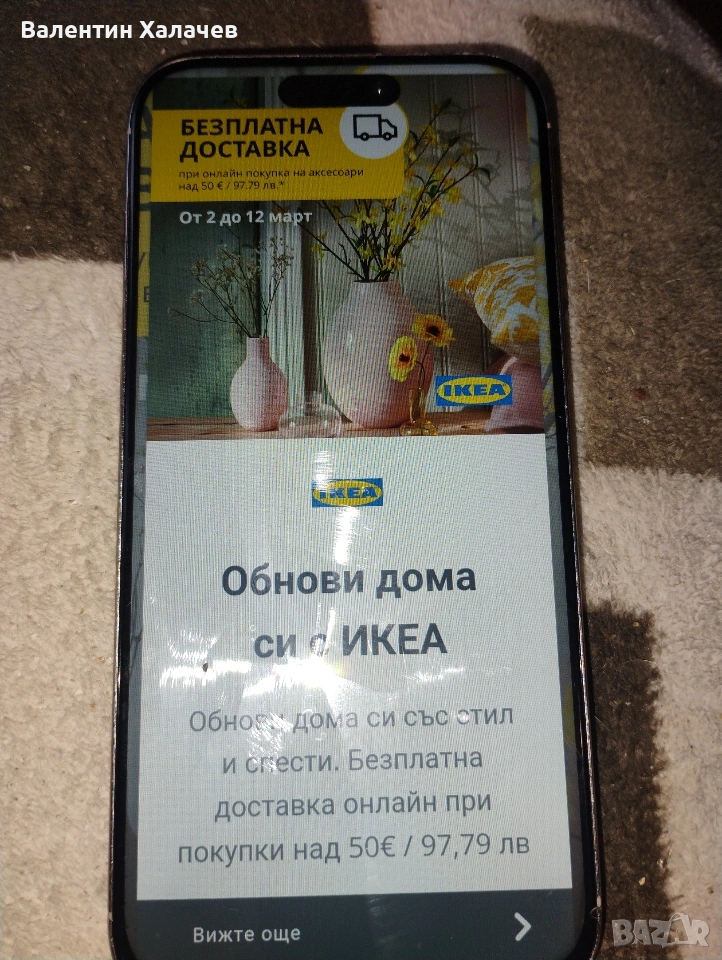 Валентин Халачев
БЕЗПЛАТНА
ДОСТАВКА
при онлайн покупка на аксесоари
над 50 € / 97,79 лв.*
От 2 до 12 март
IKEA
IKEA
Обнови дома
си с ИКЕА
Обнови дома си със стил
и спести. Безплатна
доставка онлайн при
покупки над 50€ / 97,79 лв
Вижте още
BAZAR